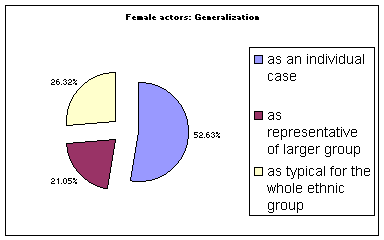 Female actors: Generalization
26.32%
52.63%
21.05%
as an individual
case
as
representative
of larger group
as typical for the
whole ethnic
group